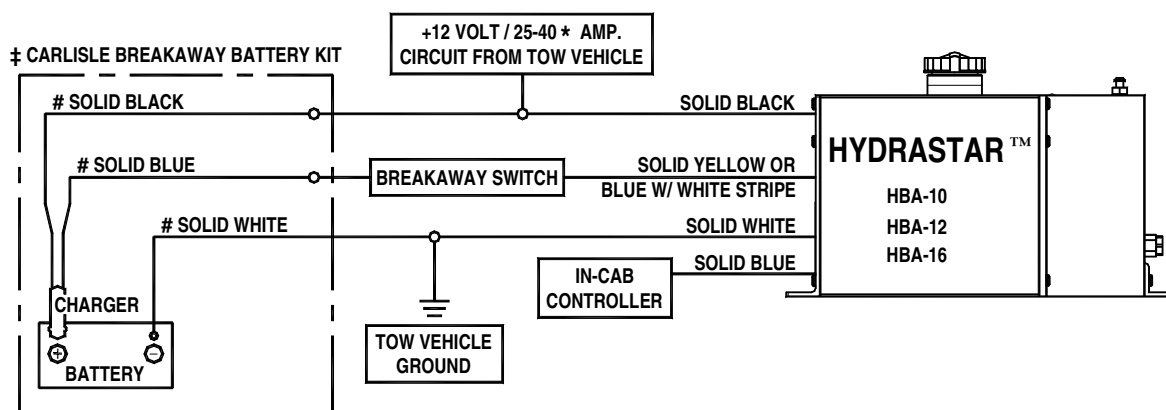 +12 VOLT / 25-40 * AMP.
CIRCUIT FROM TOW VEHICLE
‡ CARLISLE BREAKAWAY BATTERY KIT
# SOLID BLACK
SOLID BLACK
HYDRASTAR ™
# SOLID BLUE
BREAKAWAY SWITCH
SOLID YELLOW OR
BLUE W/ WHITE STRIPE
HBA-10
HBA-12
HBA-16
# SOLID WHITE
SOLID WHITE
SOLID BLUE
IN-CAB
CONTROLLER
CHARGER
+
-
BATTERY
TOW VEHICLE
GROUND